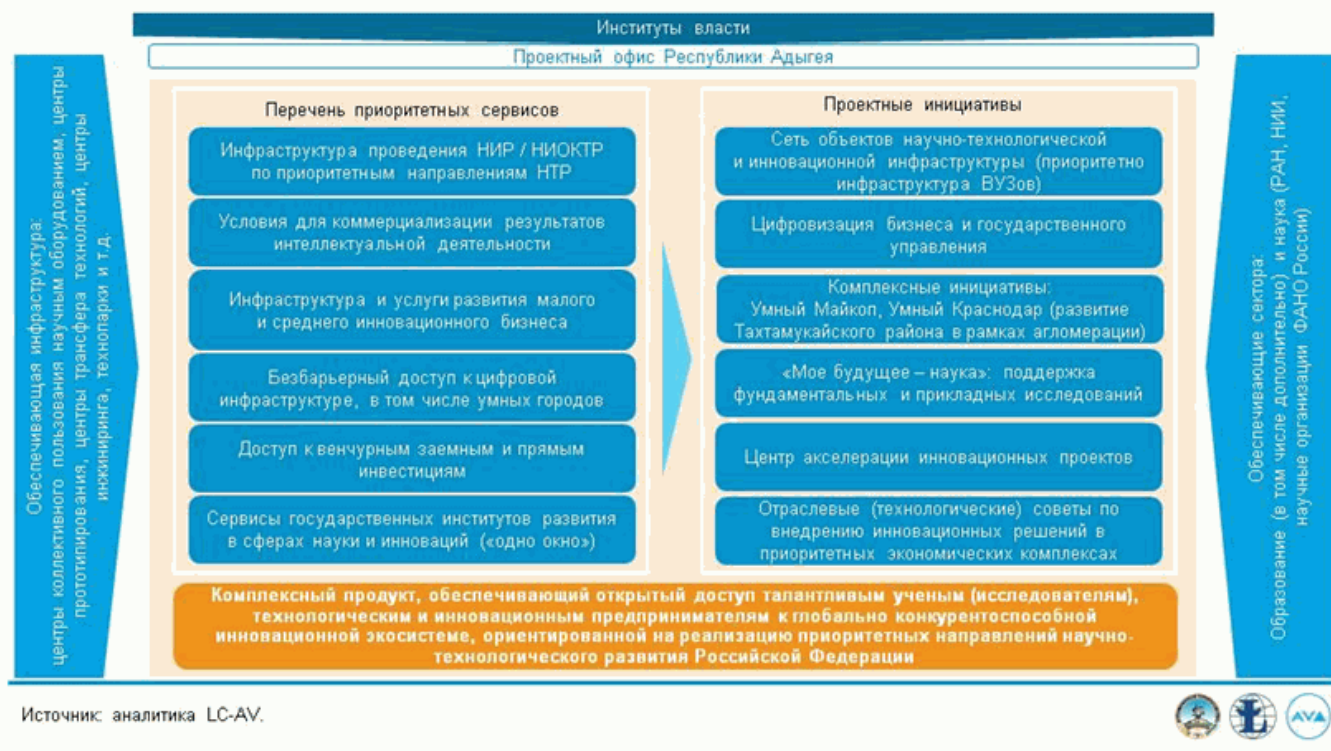 Институты власти
Проектный офис Республики Адыгея
Обеспечивающая инфраструктура:
центры коллективного пользования научным оборудованием, центры
прототипирования, центры трансфера технологий, центры
инжиниринга, технопарки и т.д.
Перечень приоритетных сервисов
Инфраструктура проведения НИР / НИОКТР
по приоритетным направлениям НТР
Условия для коммерциализации результатов
интеллектуальной деятельности
Инфраструктура и услуги развития малого
и среднего инновационного бизнеса
Безбарьерный доступ к цифровой
инфраструктуре, в том числе умных городов
Доступ к венчурным заемным и прямым
инвестициям
Сервисы государственных институтов развития
в сферах науки и инноваций («одно окно»)
Проектные инициативы
Сеть объектов научно-технологической
и инновационной инфраструктуры (приоритетно
инфраструктура ВУЗов)
Цифровизация бизнеса и государственного
управления
Комплексные инициативы:
Умный Майкоп, Умный Краснодар (развитие
Тахтамукайского района в рамках агломерации)
«Мое будущее – наука»: поддержка
фундаментальных и прикладных исследований
Центр акселерации инновационных проектов
Отраслевые (технологические) советы по
внедрению инновационных решений в
приоритетных экономических комплексах
Обеспечивающие сектора:
Образование (в том числе дополнительно) и наука (РАН, НИИ,
научные организации ФАНО России)
Комплексный продукт, обеспечивающий открытый доступ талантливым ученым (исследователям),
технологическим и инновационным предпринимателям к глобально конкурентоспособной
инновационной экосистеме, ориентированной на реализацию приоритетных направлений научно-
технологического развития Российской Федерации
Источник: аналитика LC-AV.
AVA